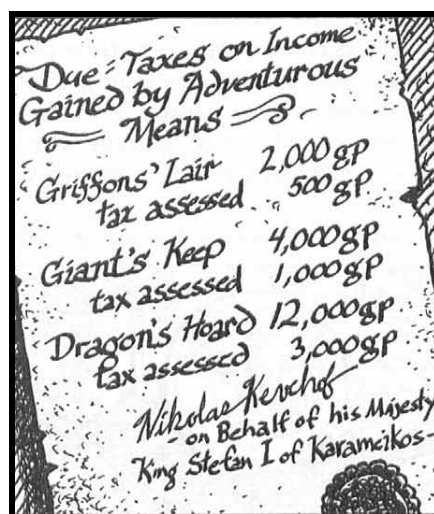 Due: Taxes on Income
Gained by Adventurous
Means
Griffons' Lair 2,000 gp
tax assessed 500 gp
Giant's Keep 4,000 gp
tax assessed 1,000 gp
Dragon's Hoard 12,000 gp
tax assessed 3,000 gp
Nikolas Kerchof
- on Behalf of his Majesty
King Stefan I of Karameikos-